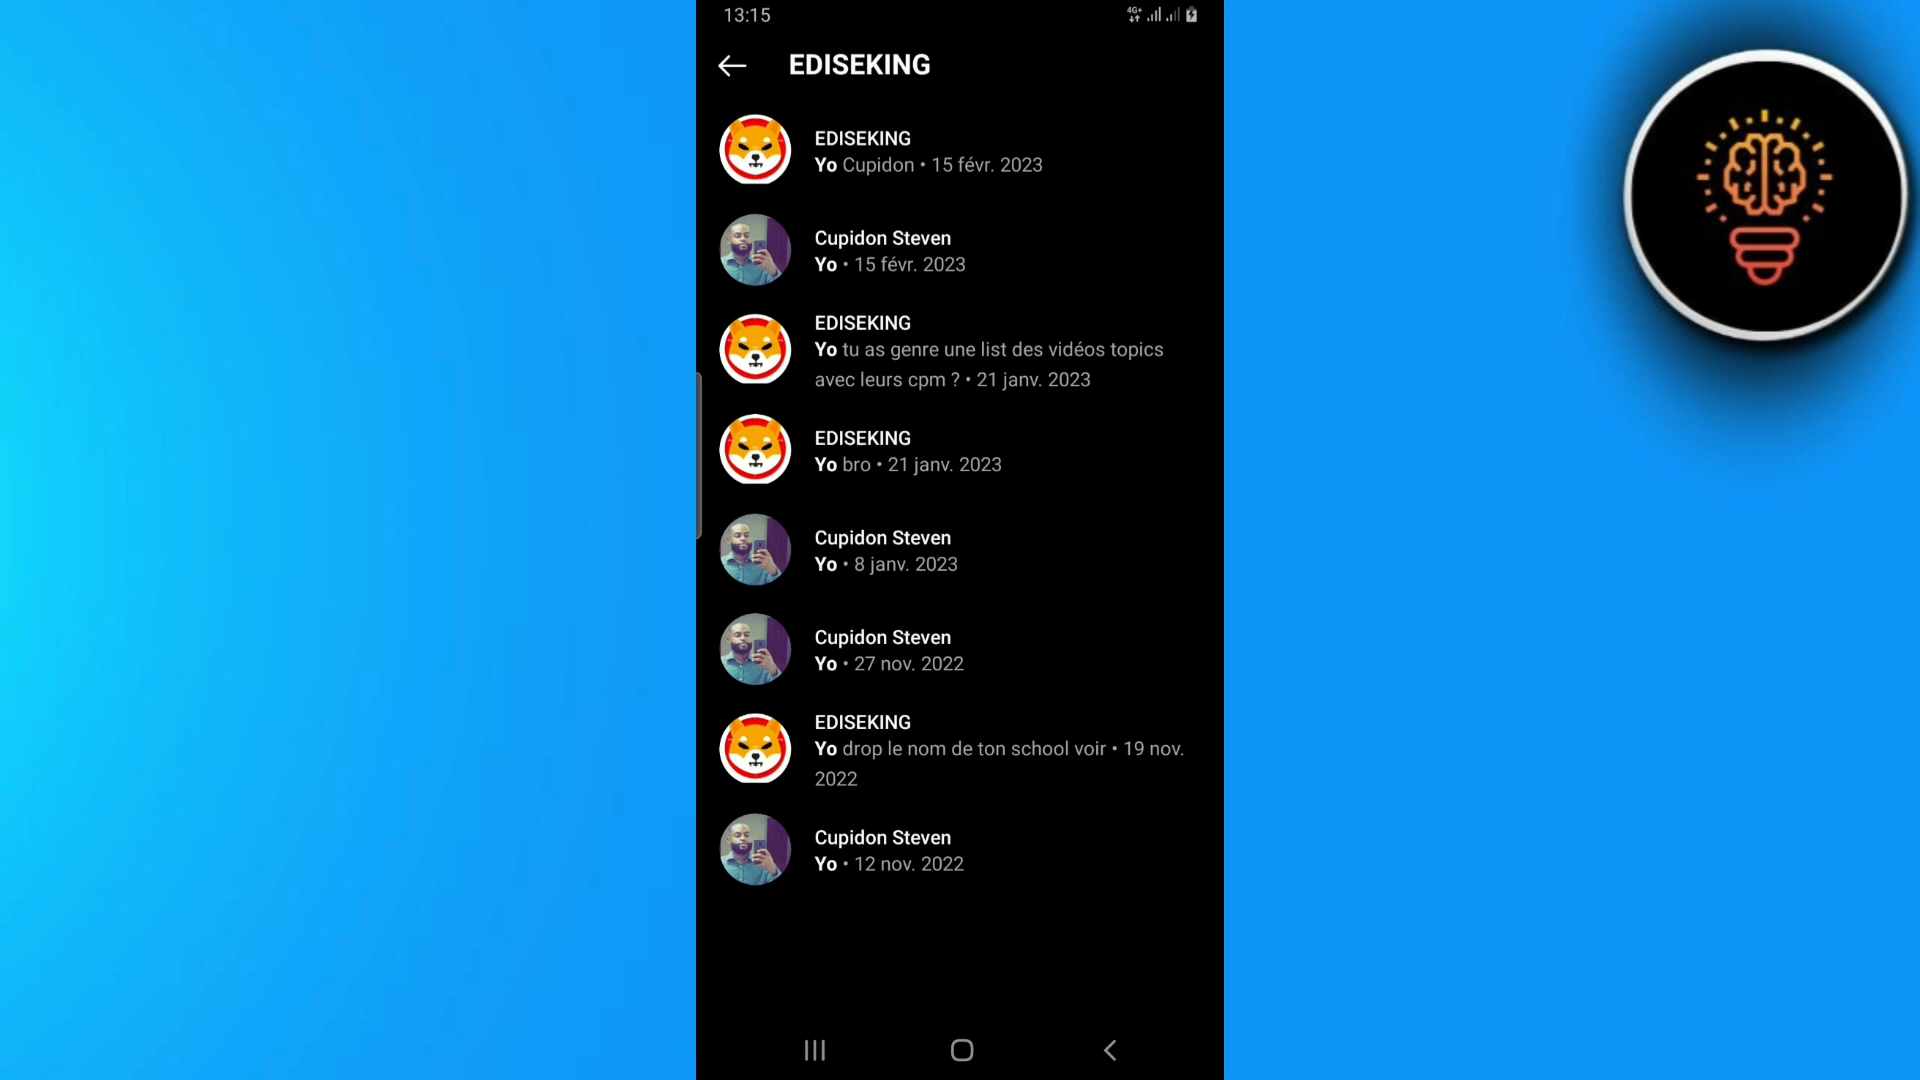 13:15
4G+
EDISEKING
EDISEKING
Yo Cupidon • 15 févr. 2023
Cupidon Steven
Yo • 15 févr. 2023
EDISEKING
Yo tu as genre une list des vidéos topics
avec leurs cpm ? • 21 janv. 2023
EDISEKING
Yo bro • 21 janv. 2023
Cupidon Steven
Yo • 8 janv. 2023
Cupidon Steven
Yo • 27 nov. 2022
EDISEKING
Yo drop le nom de ton school voir • 19 nov.
2022
Cupidon Steven
Yo • 12 nov. 2022